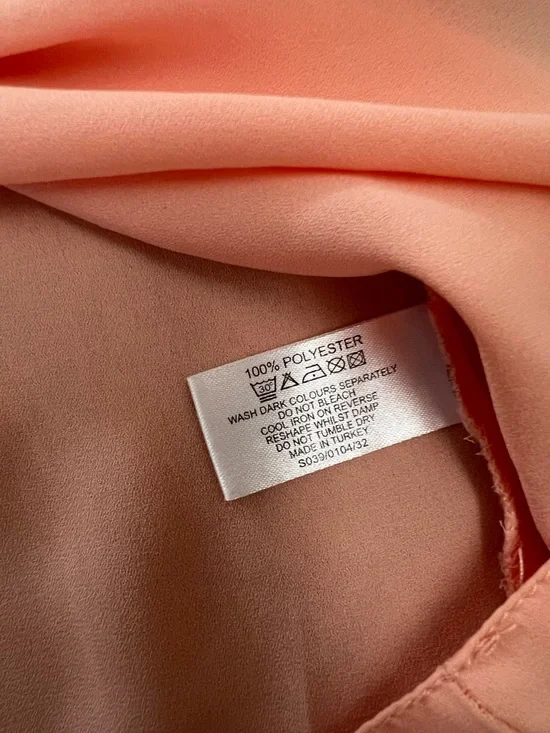 100% POLYESTER
30°
WASH DARK COLOURS SEPARATELY
DO NOT BLEACH
COOL IRON ON REVERSE
RESHAPE WHILST DAMP
DO NOT TUMBLE DRY
MADE IN TURKEY
S039/0104/32